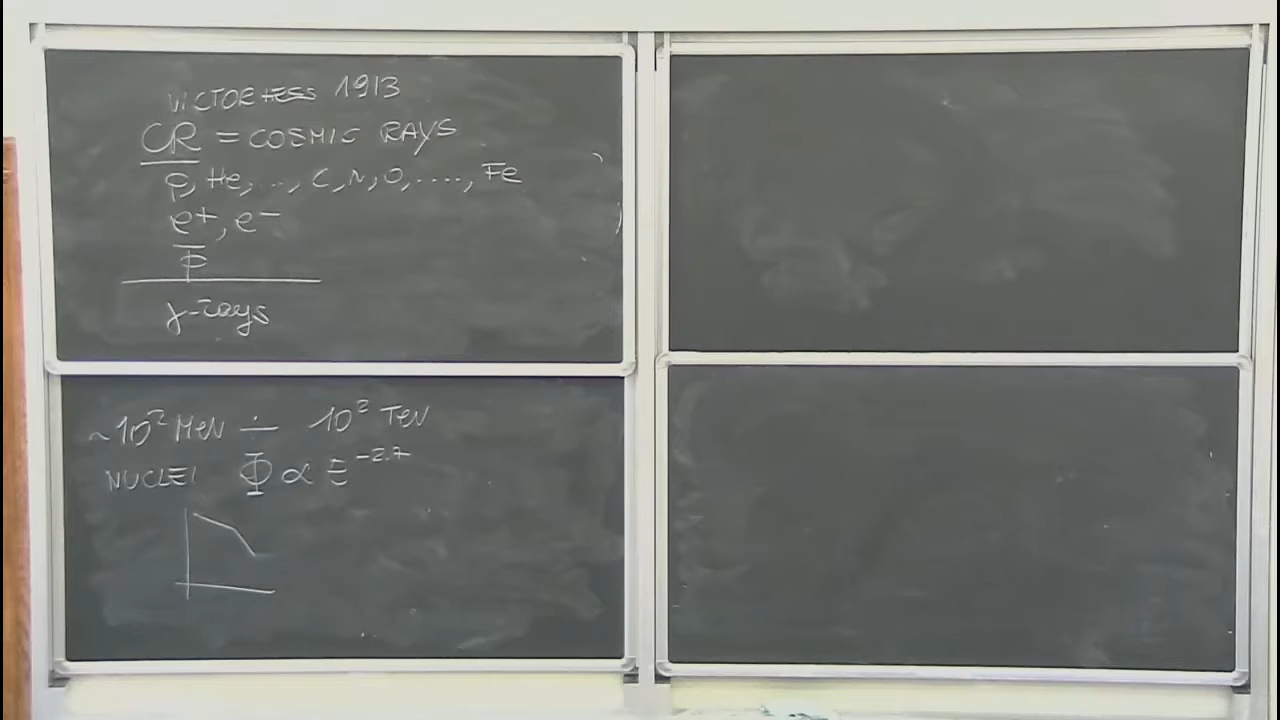 VICTOR HESS 1913
CR = COSMIC RAYS
p, He, ..., C, N, O, ...., Fe
e+, e-
p̅
γ-rays
~10² MeV ÷ 10² TeV
NUCLEI Φ ∝ E^-2.7